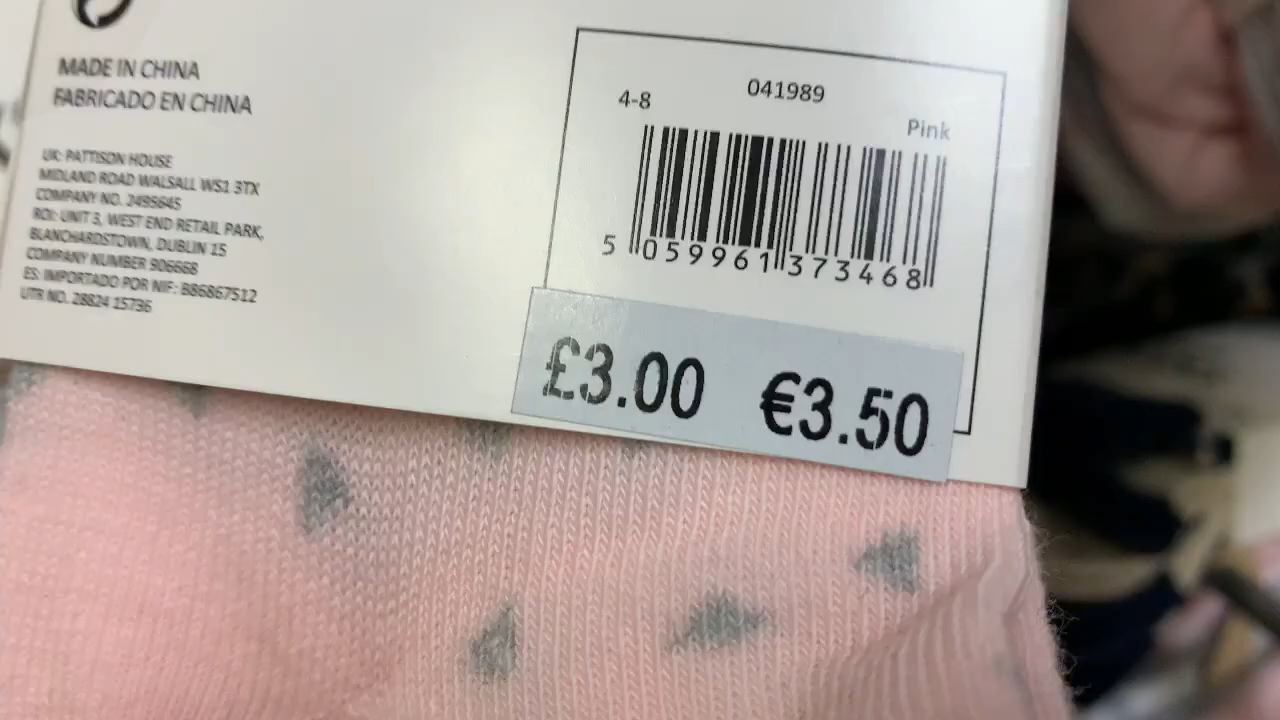 MADE IN CHINA
FABRICADO EN CHINA
UK: PATTISON HOUSE
MIDLAND ROAD WALSALL WS1 3TX
COMPANY NO. 2495645
ROI: UNIT 3, WEST END RETAIL PARK,
BLANCHARDSTOWN, DUBLIN 15
COMPANY NUMBER 906668
ES: IMPORTADO POR NIF: B86867512
UTR NO. 28824 15736
041989
4-8
Pink
5 059961 373468
£3.00 €3.50